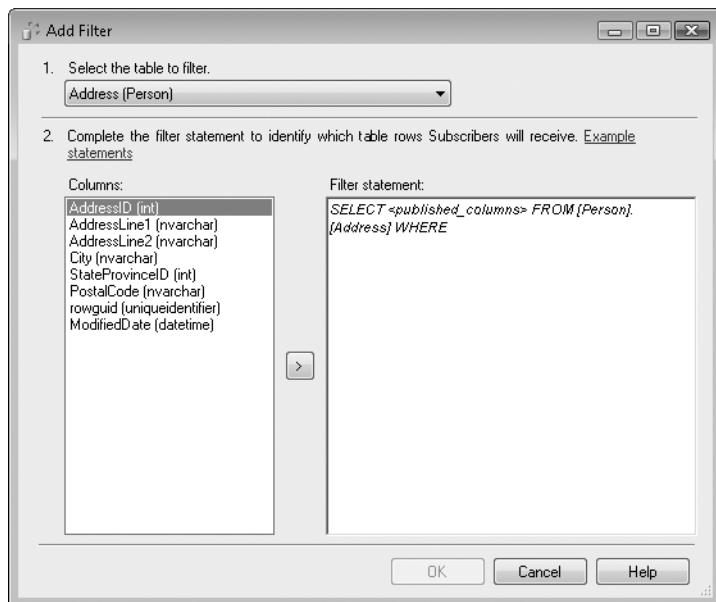 Add Filter
1. Select the table to filter.
Address (Person)
2. Complete the filter statement to identify which table rows Subscribers will receive. Example
statements
Columns:
AddressID (int)
AddressLine1 (nvarchar)
AddressLine2 (nvarchar)
City (nvarchar)
StateProvinceID (int)
PostalCode (nvarchar)
rowguid (uniqueidentifier)
ModifiedDate (datetime)
>
Filter statement:
SELECT <published_columns> FROM [Person].
[Address] WHERE
OK Cancel Help